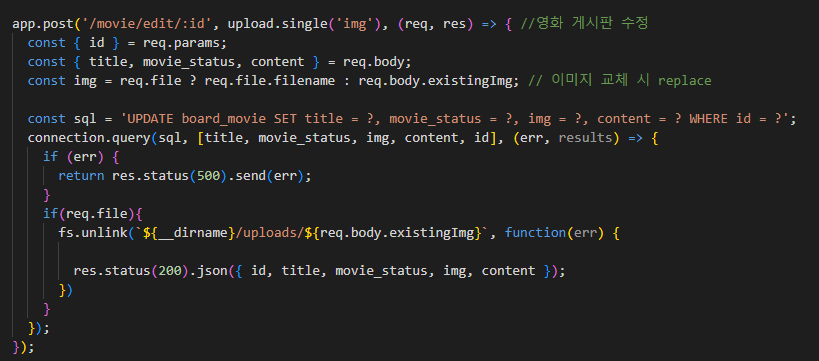 app.post('/movie/edit/:id', upload.single('img'), (req, res) => { //영화 게시판 수정
  const { id } = req.params;
  const { title, movie_status, content } = req.body;
  const img = req.file ? req.file.filename : req.body.existingImg; // 이미지 교체 시 replace

  const sql = 'UPDATE board_movie SET title = ?, movie_status = ?, img = ?, content = ? WHERE id = ?';
  connection.query(sql, [title, movie_status, img, content, id], (err, results) => {
    if (err) {
      return res.status(500).send(err);
    }
    if(req.file){
      fs.unlink(`${__dirname}/uploads/${req.body.existingImg}`, function(err) {

        res.status(200).json({ id, title, movie_status, img, content });
      })
    }
  });
});